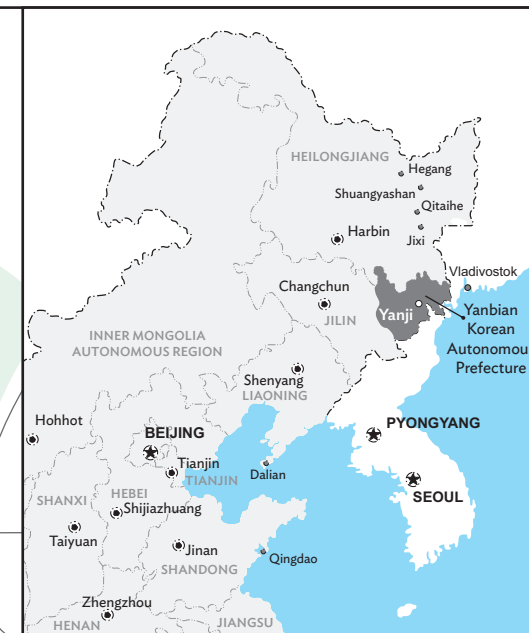 HEILONGJIANG
Hegang
Shuangyashan
Qitaihe
Harbin
Jixi
Vladivostok
Changchun
Yanji
JILIN
Yanbian
Korean
Autonomou
Prefecture
INNER MONGOLIA
AUTONOMOUS REGION
Shenyang
LIAONING
Hohhot
BEIJING
PYONGYANG
Tianjin
TIANJIN
Dalian
SHANXI
HEBEI
Shijiazhuang
SEOUL
Taiyuan
Jinan
Qingdao
SHANDONG
Zhengzhou
HENAN
JIANGSU